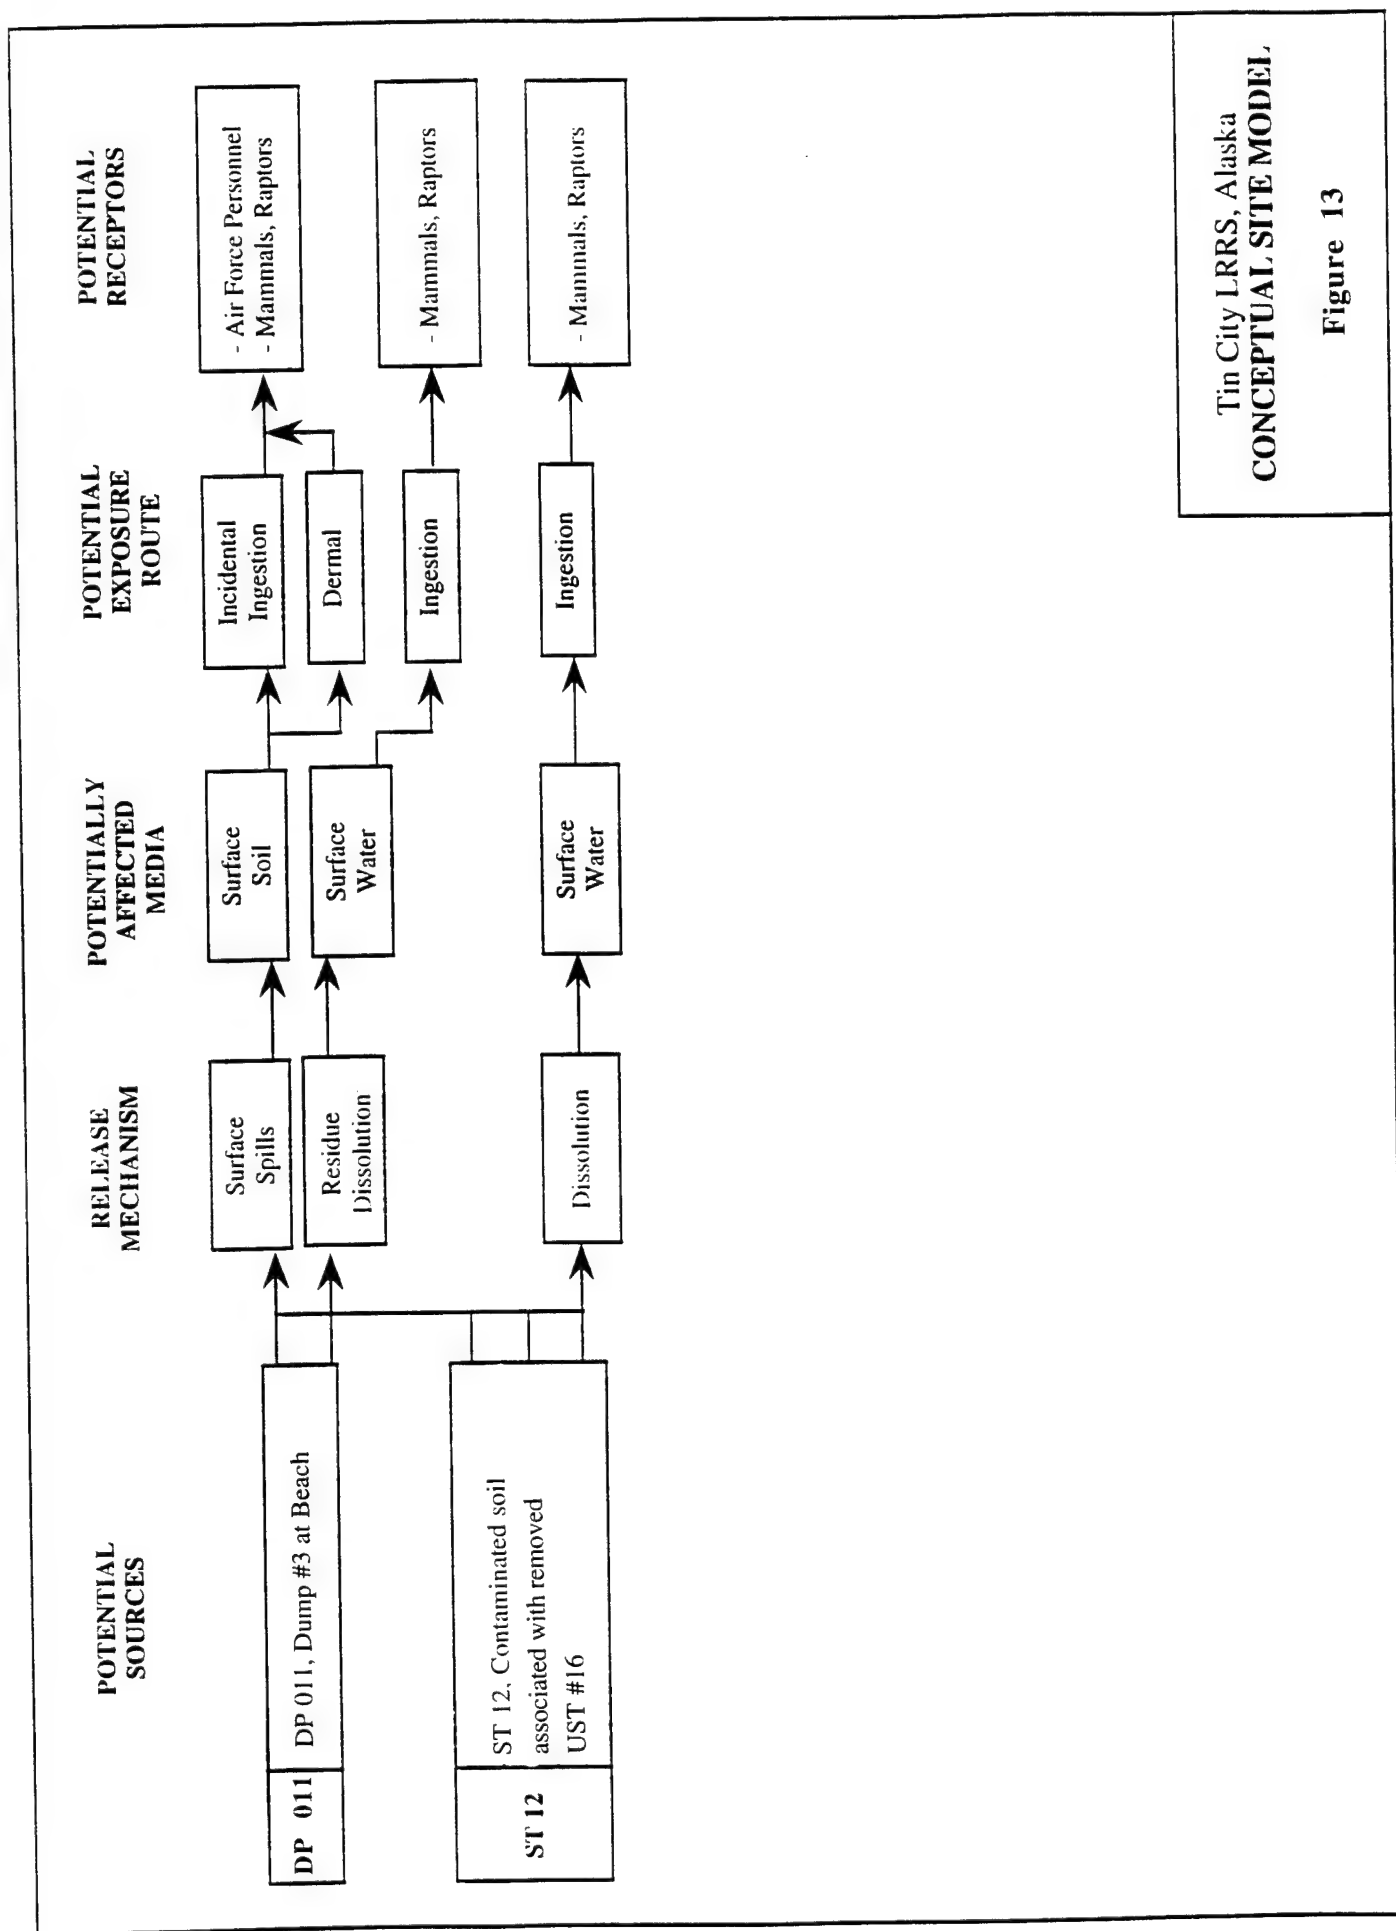 POTENTIAL
SOURCES
RELEASE
MECHANISM
POTENTIALLY
AFFECTED
MEDIA
POTENTIAL
EXPOSURE
ROUTE
POTENTIAL
RECEPTORS
DP 011
DP 011, Dump #3 at Beach
Surface
Spills
Surface
Soil
Incidental
Ingestion
- Air Force Personnel
- Mammals, Raptors
Residue
Dissolution
Surface
Water
Dermal
Ingestion
- Mammals, Raptors
ST 12
ST 12, Contaminated soil
associated with removed
UST #16
Dissolution
Surface
Water
Ingestion
- Mammals, Raptors
Tin City LRRS, Alaska
CONCEPTUAL SITE MODEL
Figure 13